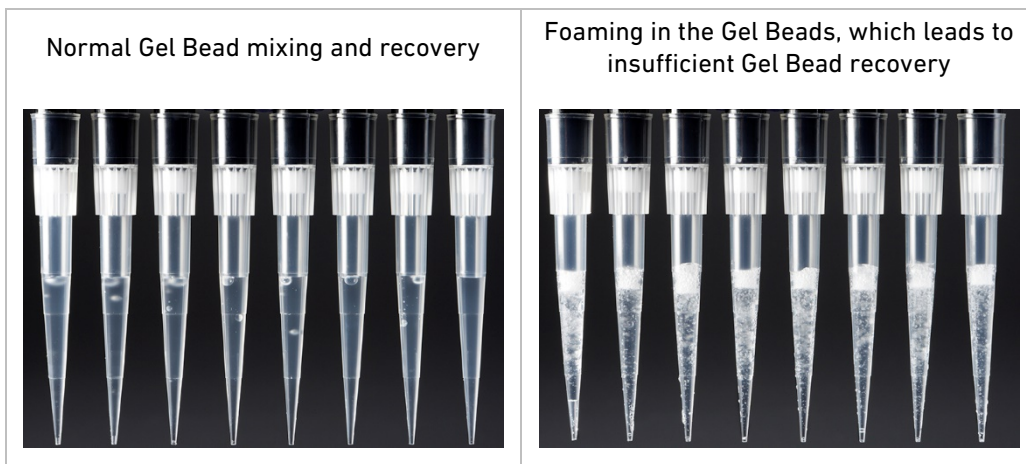 Normal Gel Bead mixing and recovery
Foaming in the Gel Beads, which leads to
insufficient Gel Bead recovery